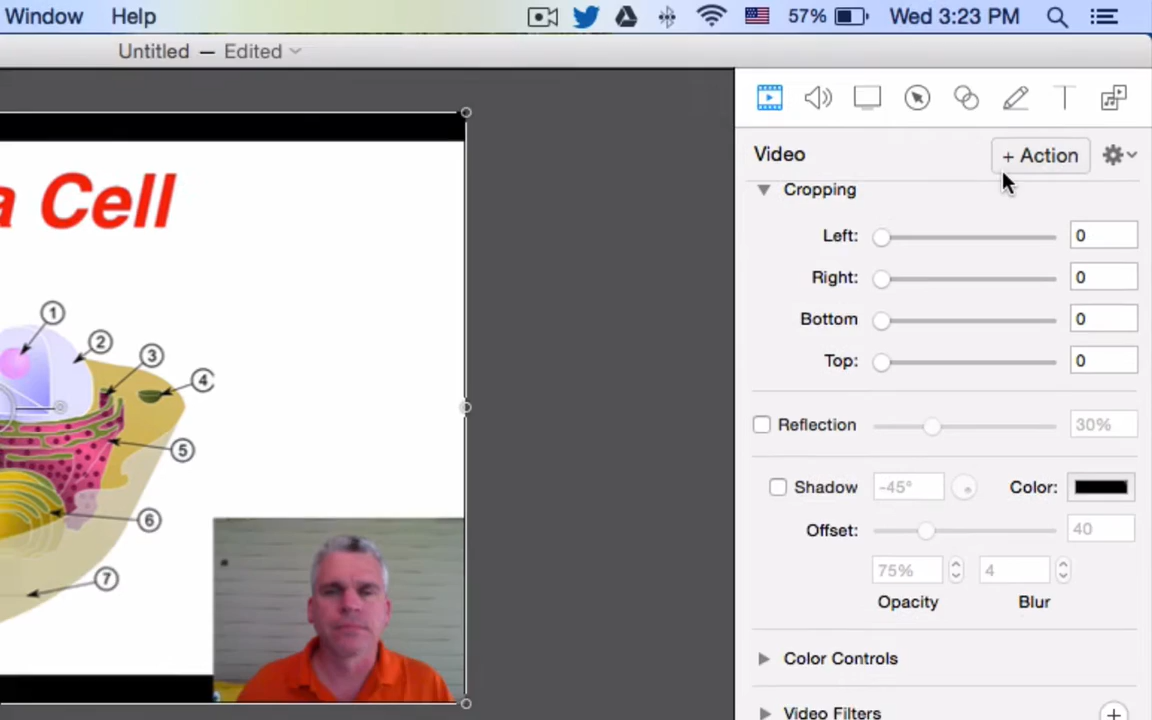 Window Help 57% Wed 3:23 PM
Untitled — Edited
Video + Action
Cropping
a Cell
Left: 0
Right: 0
Bottom 0
Top: 0
1
2
3
4
5
6
7
Reflection 30%
Shadow -45° Color:
Offset: 40
75% 4
Opacity Blur
Color Controls
Video Filters +